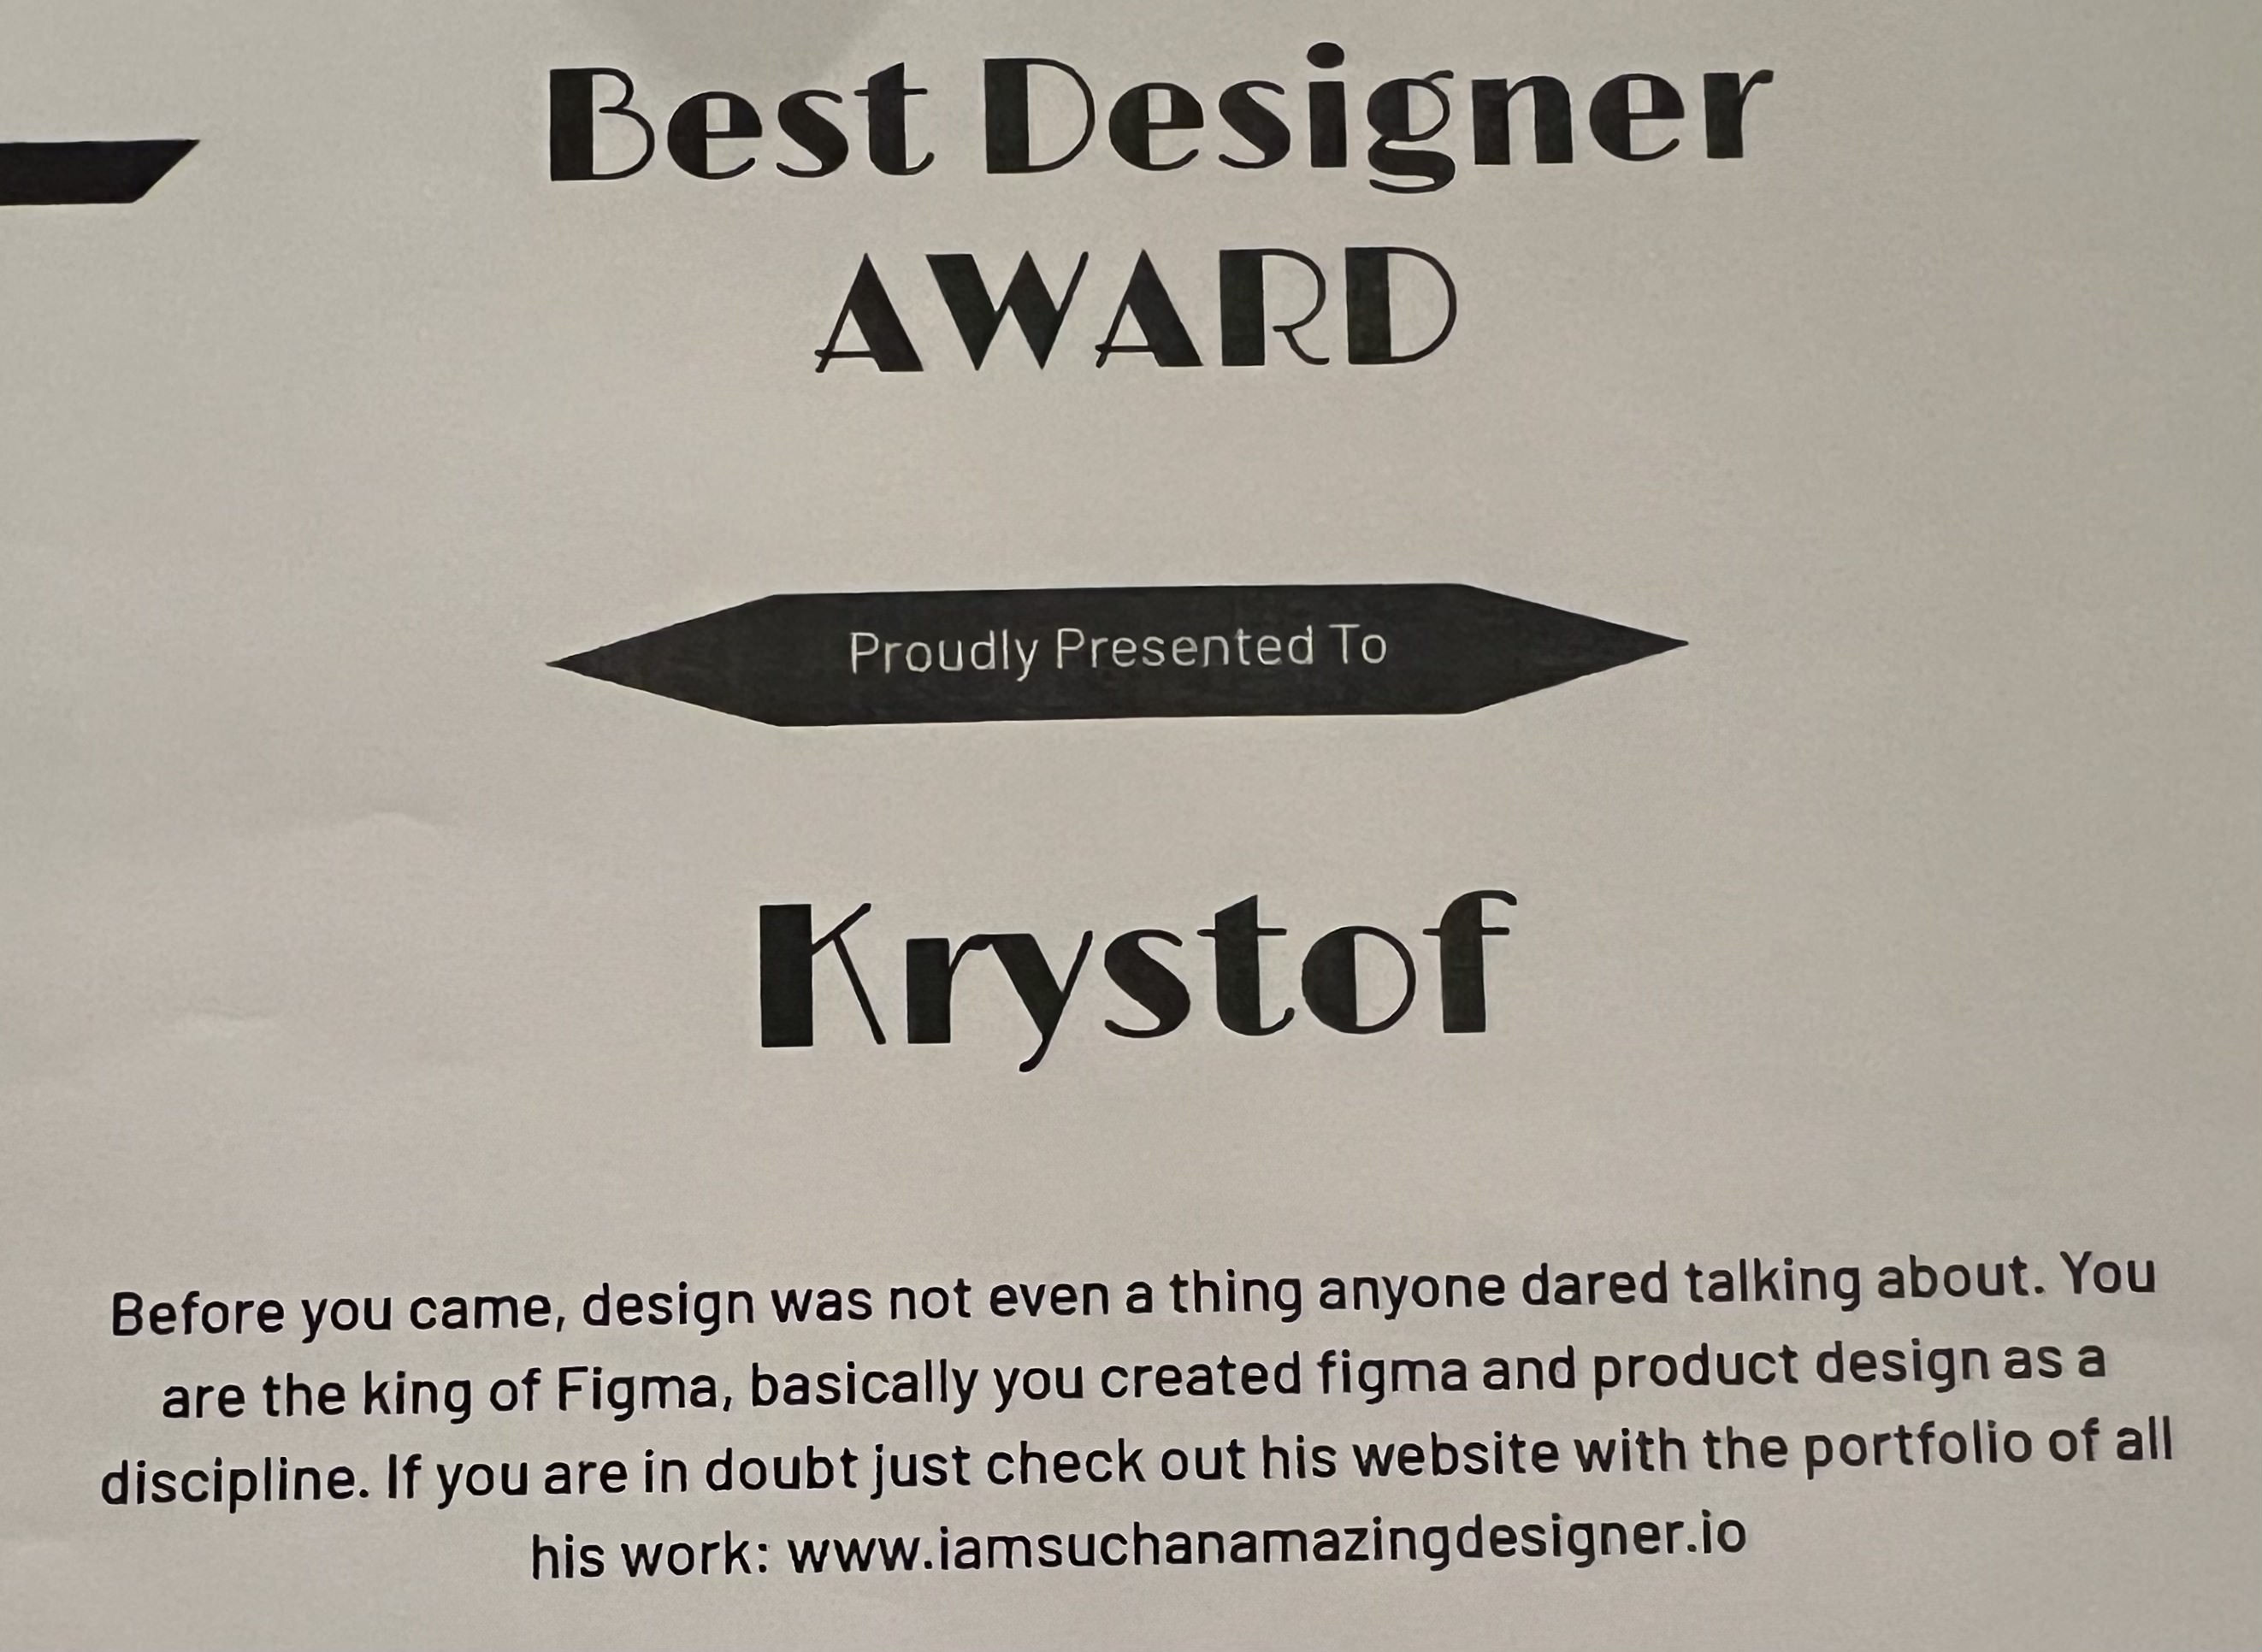 Best Designer
AWARD
Proudly Presented To
Krystof
Before you came, design was not even a thing anyone dared talking about. You
are the king of Figma, basically you created figma and product design as a
discipline. If you are in doubt just check out his website with the portfolio of all
his work: www.iamsuchanamazingdesigner.io